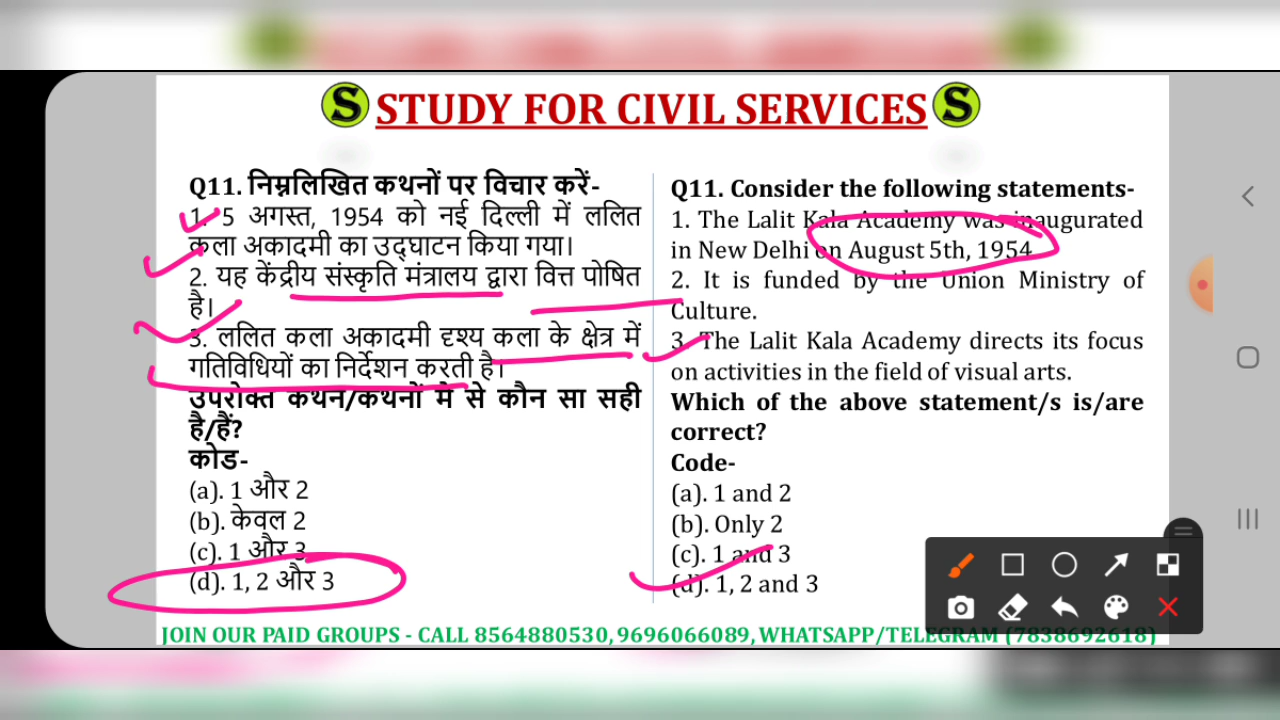 S STUDY FOR CIVIL SERVICES S
Q11. निम्नलिखित कथनों पर विचार करें-
1. 5 अगस्त, 1954 को नई दिल्ली में ललित
कला अकादमी का उद्घाटन किया गया।
2. यह केंद्रीय संस्कृति मंत्रालय द्वारा वित्त पोषित
है।
3. ललित कला अकादमी दृश्य कला के क्षेत्र में
गतिविधियों का निर्देशन करती है।
उपरोक्त कथन/कथनों मे से कौन सा सही
है/हैं?
कोड-
(a). 1 और 2
(b). केवल 2
(c). 1 और 3
(d). 1, 2 और 3
Q11. Consider the following statements-
1. The Lalit Kala Academy was inaugurated
in New Delhi on August 5th, 1954
2. It is funded by the Union Ministry of
Culture.
3. The Lalit Kala Academy directs its focus
on activities in the field of visual arts.
Which of the above statement/s is/are
correct?
Code-
(a). 1 and 2
(b). Only 2
(c). 1 and 3
(d). 1, 2 and 3
JOIN OUR PAID GROUPS - CALL 8564880530, 9696066089, WHATSAPP/TELEGRAM (7838692618)